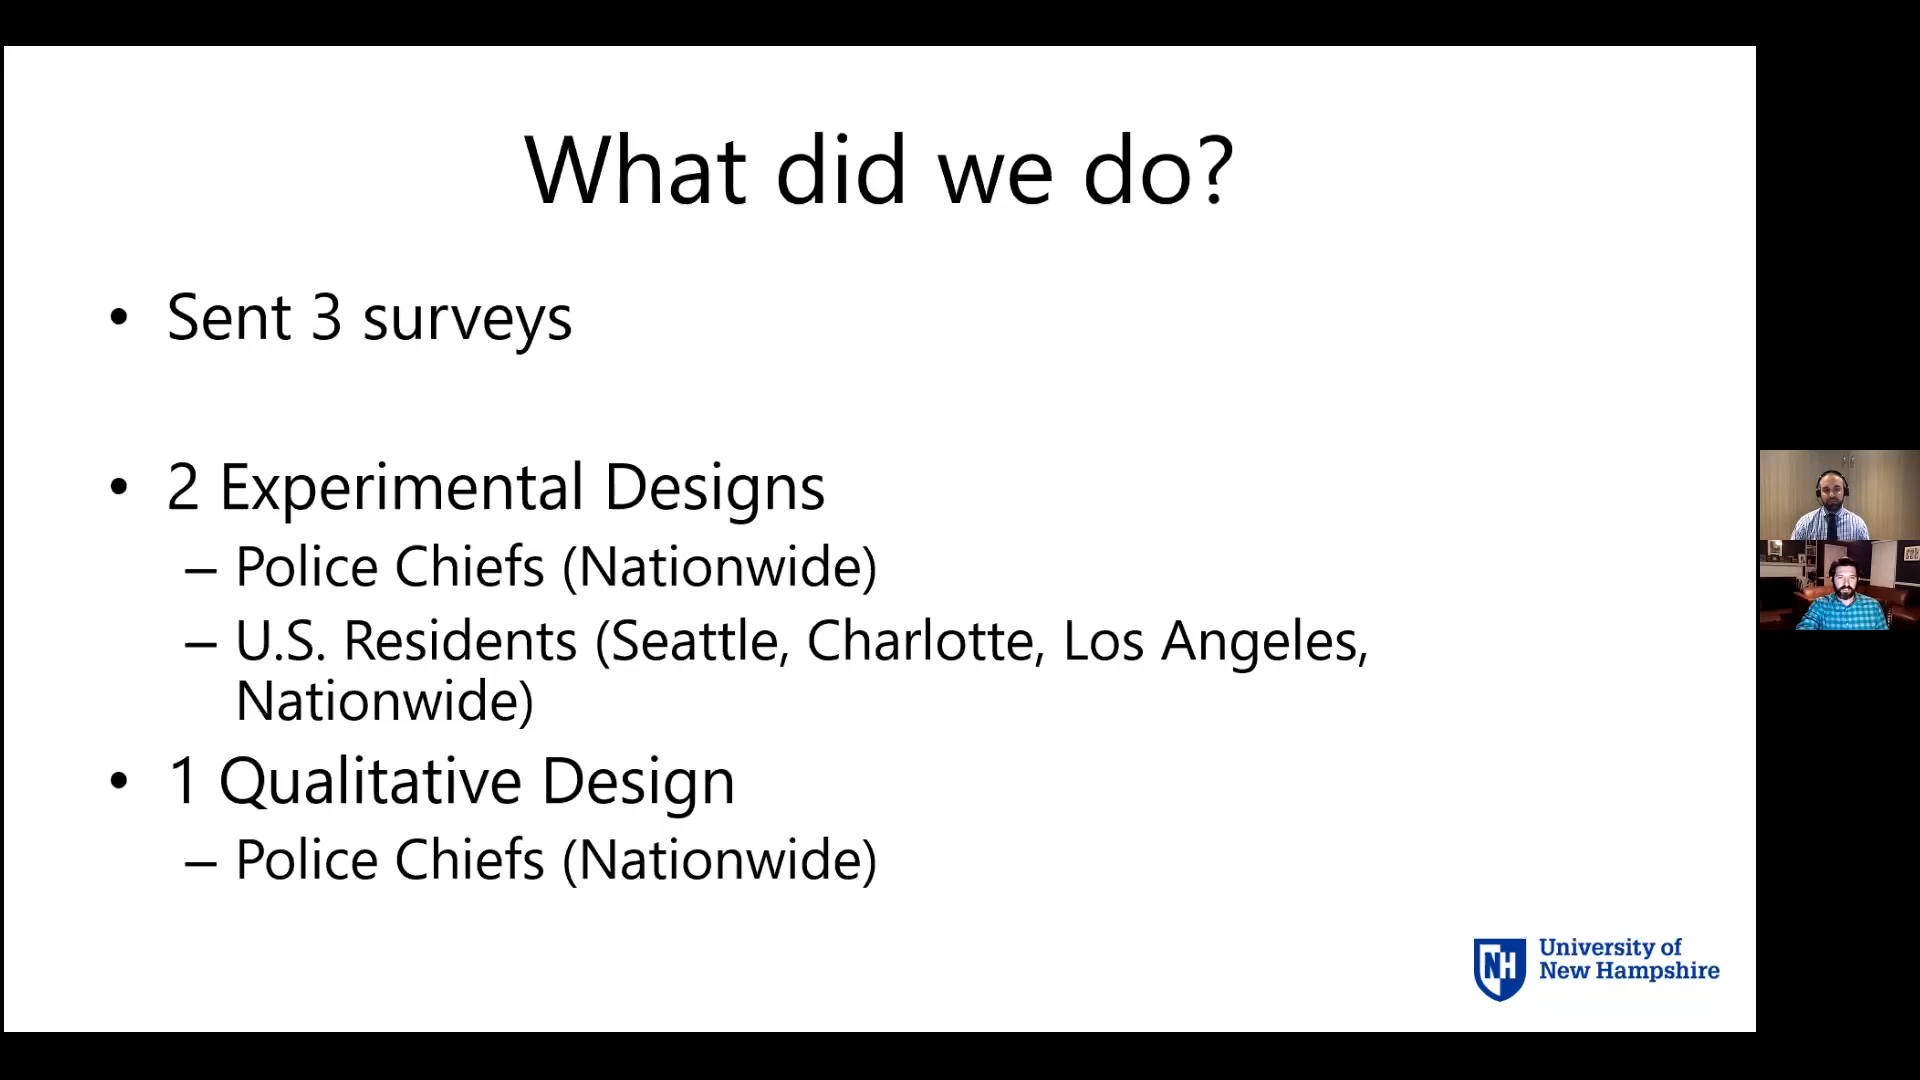 What did we do?
• Sent 3 surveys
• 2 Experimental Designs
– Police Chiefs (Nationwide)
– U.S. Residents (Seattle, Charlotte, Los Angeles,
Nationwide)
• 1 Qualitative Design
– Police Chiefs (Nationwide)
NH
University of
New Hampshire